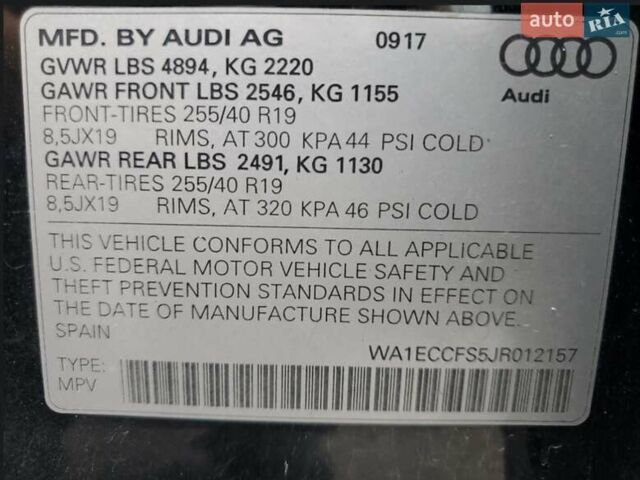 auto RIA.com
MFD. BY AUDI AG 0917
GVWR LBS 4894, KG 2220
GAWR FRONT LBS 2546, KG 1155
Audi
FRONT-TIRES 255/40 R19
8,5JX19 RIMS, AT 300 KPA 44 PSI COLD
GAWR REAR LBS 2491, KG 1130
REAR-TIRES 255/40 R19
8,5JX19 RIMS, AT 320 KPA 46 PSI COLD
THIS VEHICLE CONFORMS TO ALL APPLICABLE
U.S. FEDERAL MOTOR VEHICLE SAFETY AND
THEFT PREVENTION STANDARDS IN EFFECT ON
THE DATE OF MANUFACTURE SHOWN ABOVE.
SPAIN
WA1ECCFS5JR012157
TYPE:
MPV